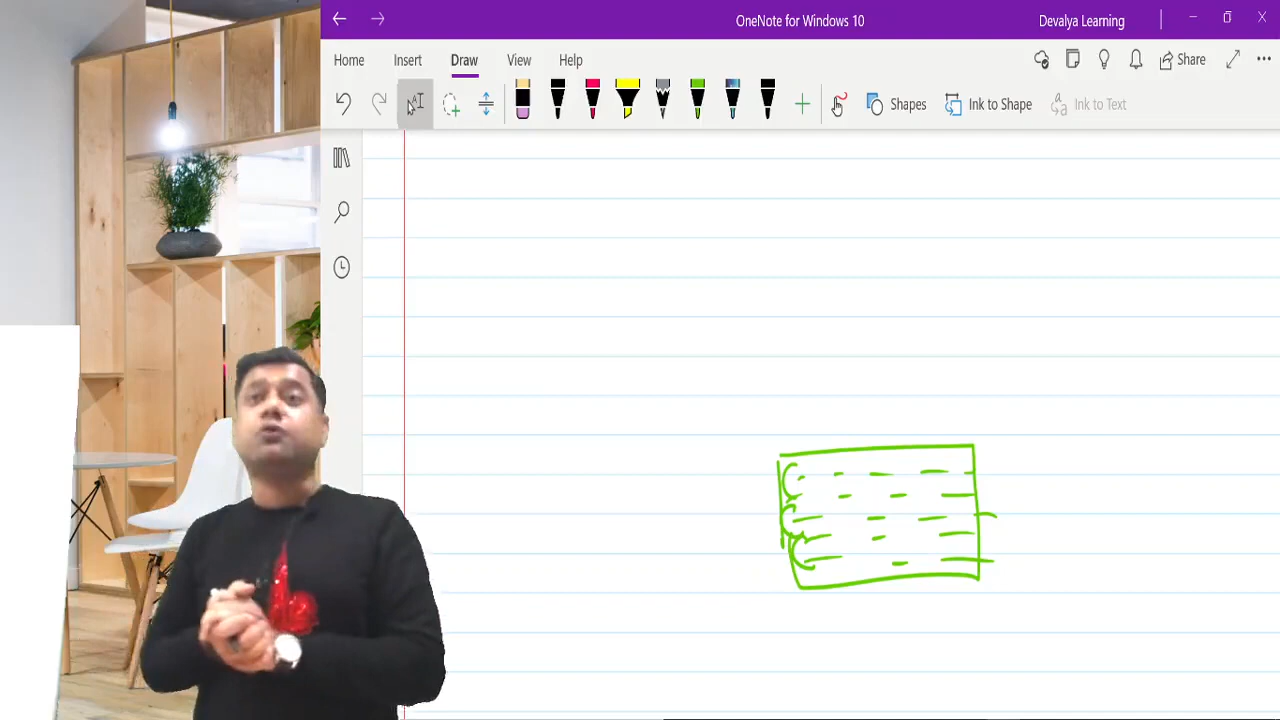 OneNote for Windows 10
Devalya Learning
Home Insert Draw View Help
Share
Shapes
Ink to Shape
Ink to Text